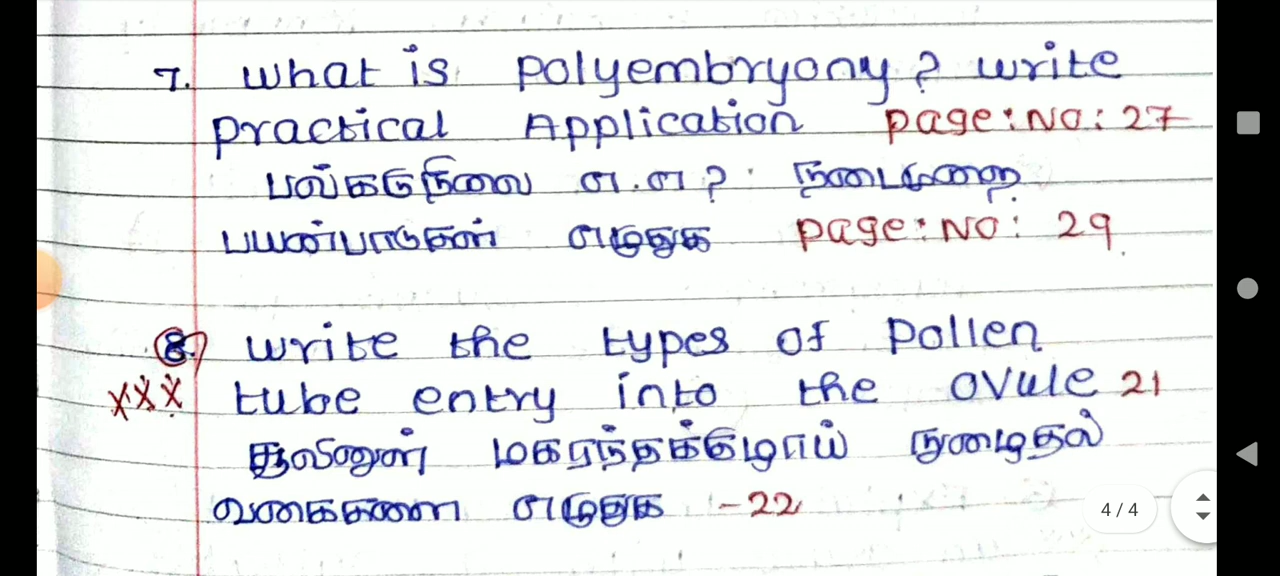 7. What is polyembryony? write
practical Application page:No: 27
பல்கருநிலை எ.எ? நடைமுறை
பயன்பாடுகள் எழுதுக page:No: 29
8. write the types of pollen
xxx tube entry into the ovule 21
சூலினுள் மகரந்தக்குழாய் நுழைதல்
வகைகளை எழுதுக -22
4/4